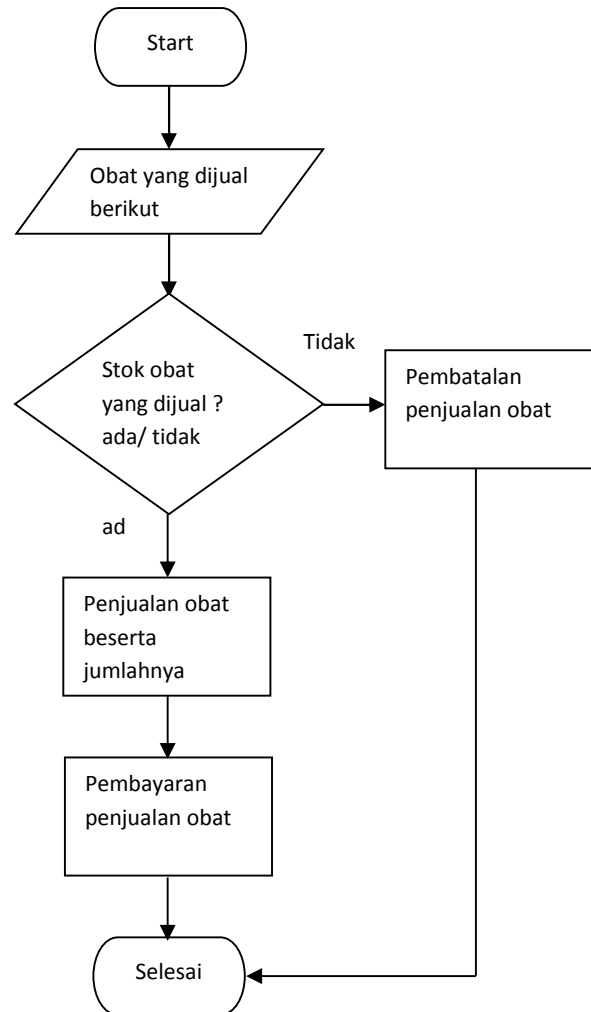 Start
Obat yang dijual
berikut
Stok obat
yang dijual ?
ada/ tidak
Tidak
Pembatalan
penjualan obat
ad
Penjualan obat
beserta
jumlahnya
Pembayaran
penjualan obat
Selesai